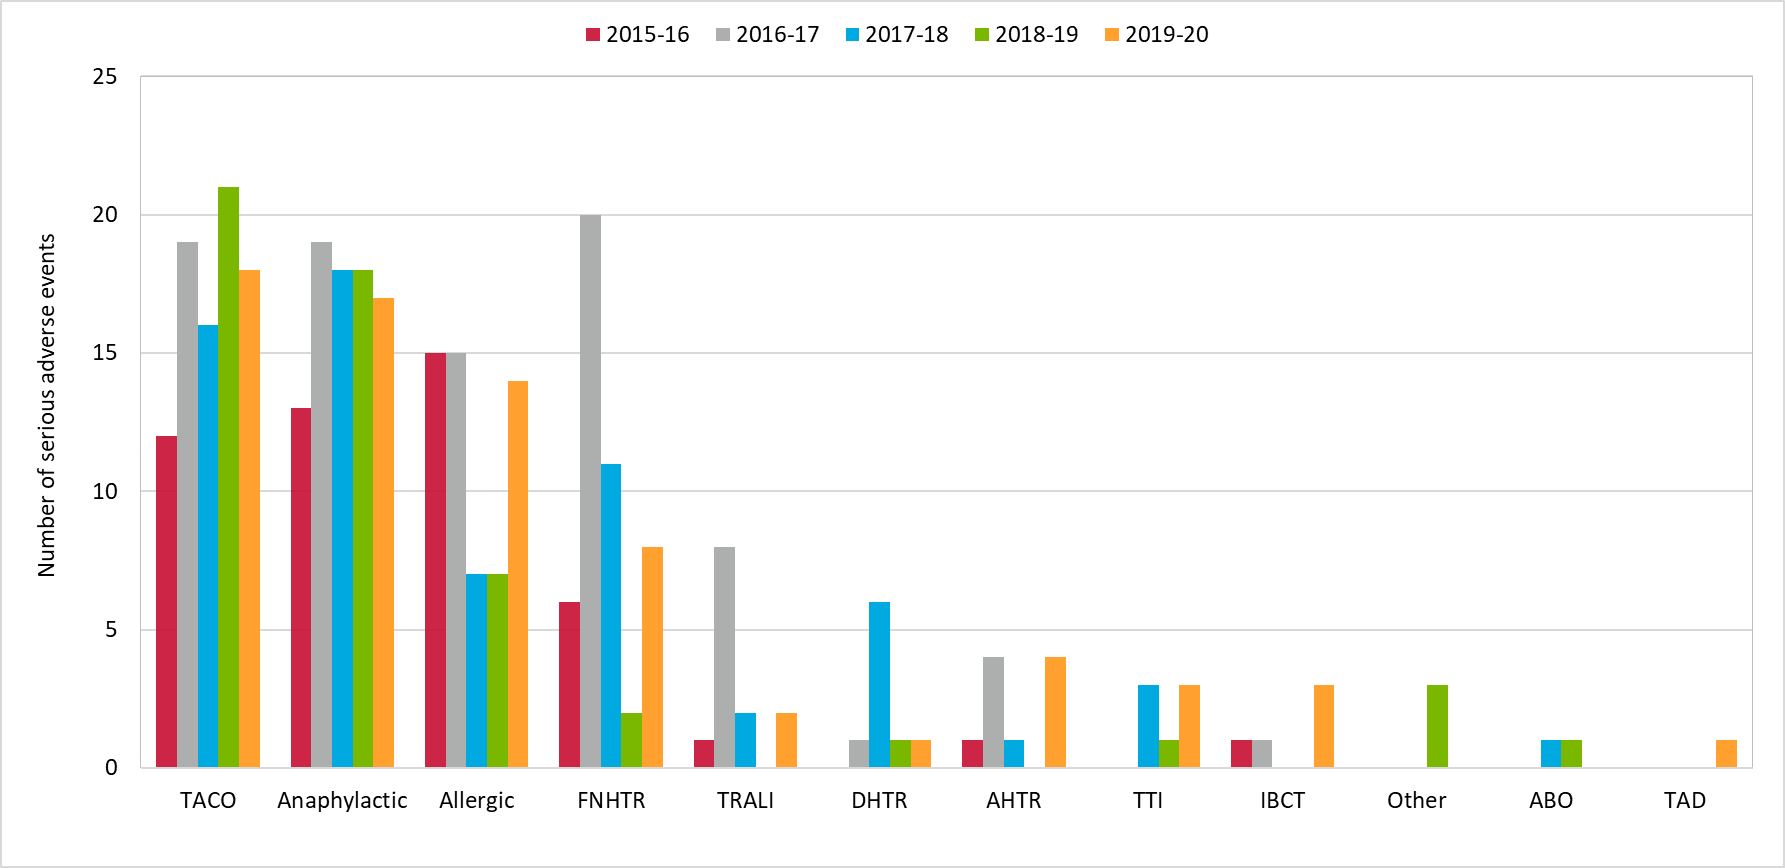 2015-16 2016-17 2017-18 2018-19 2019-20
25
20
15
10
5
0
Number of serious adverse events
TACO Anaphylactic Allergic FNHTR TRALI DHTR AHTR TTI IBCT Other ABO TAD